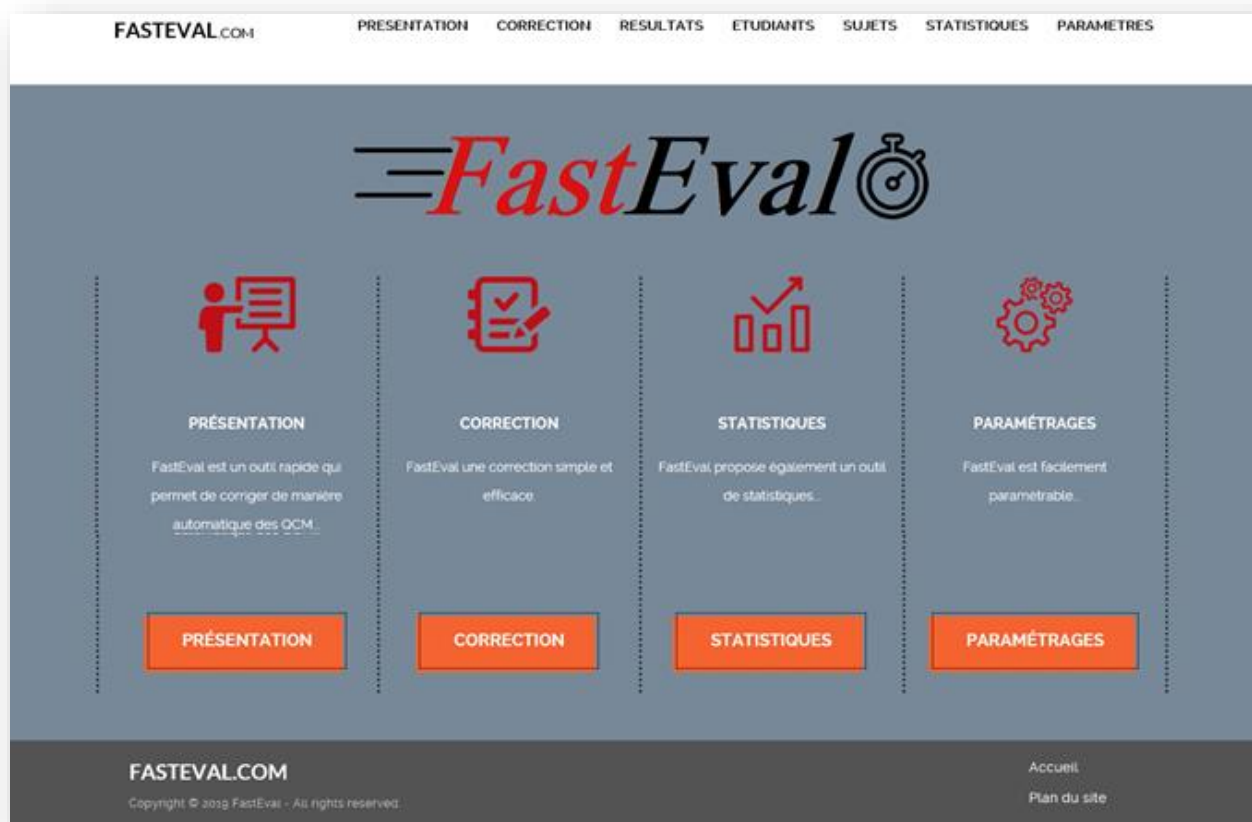 FASTEVAL.COM
PRESENTATION CORRECTION RESULTATS ETUDIANTS SUJETS STATISTIQUES PARAMETRES
FastEval
PRÉSENTATION
FastEval est un outil rapide qui
permet de corriger de manière
automatique des QCM...
PRÉSENTATION
CORRECTION
FastEval une correction simple et
efficace.
CORRECTION
STATISTIQUES
FastEval propose également un outil
de statistiques...
STATISTIQUES
PARAMÉTRAGES
FastEval est facilement
paramétrable...
PARAMÉTRAGES
FASTEVAL.COM
Copyright © 2019 FastEval - All rights reserved.
Accueil
Plan du site